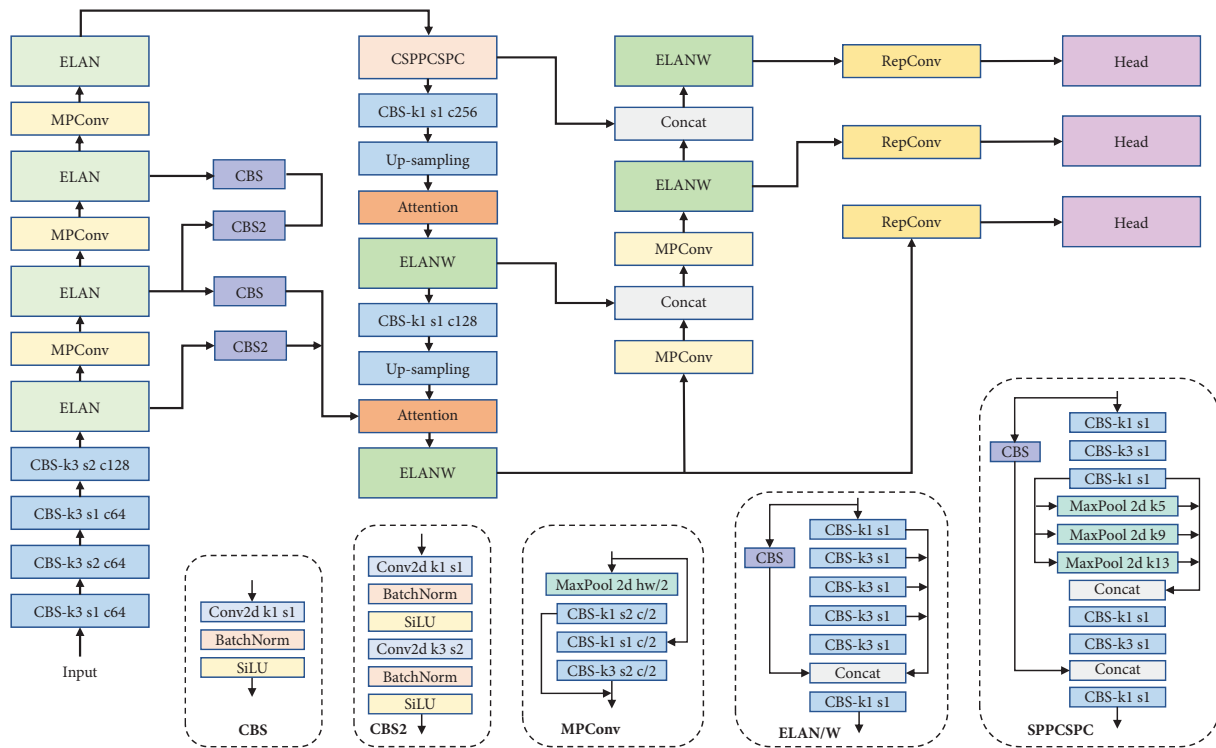 ELAN
MPConv
ELAN
MPConv
ELAN
MPConv
ELAN
CBS-k3 s2 c128
CBS-k3 s1 c64
CBS-k3 s2 c64
CBS-k3 s1 c64
Input
CBS
CBS2
CBS
CBS2
CSPPCSPC
CBS-k1 s1 c256
Up-sampling
Attention
ELANW
CBS-k1 s1 c128
Up-sampling
Attention
ELANW
ELANW
Concat
ELANW
MPConv
Concat
MPConv
RepConv
Head
RepConv
Head
RepConv
Head
Conv2d k1 s1
BatchNorm
SiLU
CBS
Conv2d k1 s1
BatchNorm
SiLU
Conv2d k3 s2
BatchNorm
SiLU
CBS2
MaxPool 2d hw/2
CBS-k1 s2 c/2
CBS-k1 s1 c/2
CBS-k3 s2 c/2
MPConv
CBS
CBS-k1 s1
CBS-k3 s1
CBS-k3 s1
CBS-k3 s1
CBS-k3 s1
Concat
CBS-k1 s1
ELAN/W
CBS
CBS-k1 s1
CBS-k3 s1
CBS-k1 s1
MaxPool 2d k5
MaxPool 2d k9
MaxPool 2d k13
Concat
CBS-k1 s1
CBS-k3 s1
Concat
CBS-k1 s1
SPPCSPC